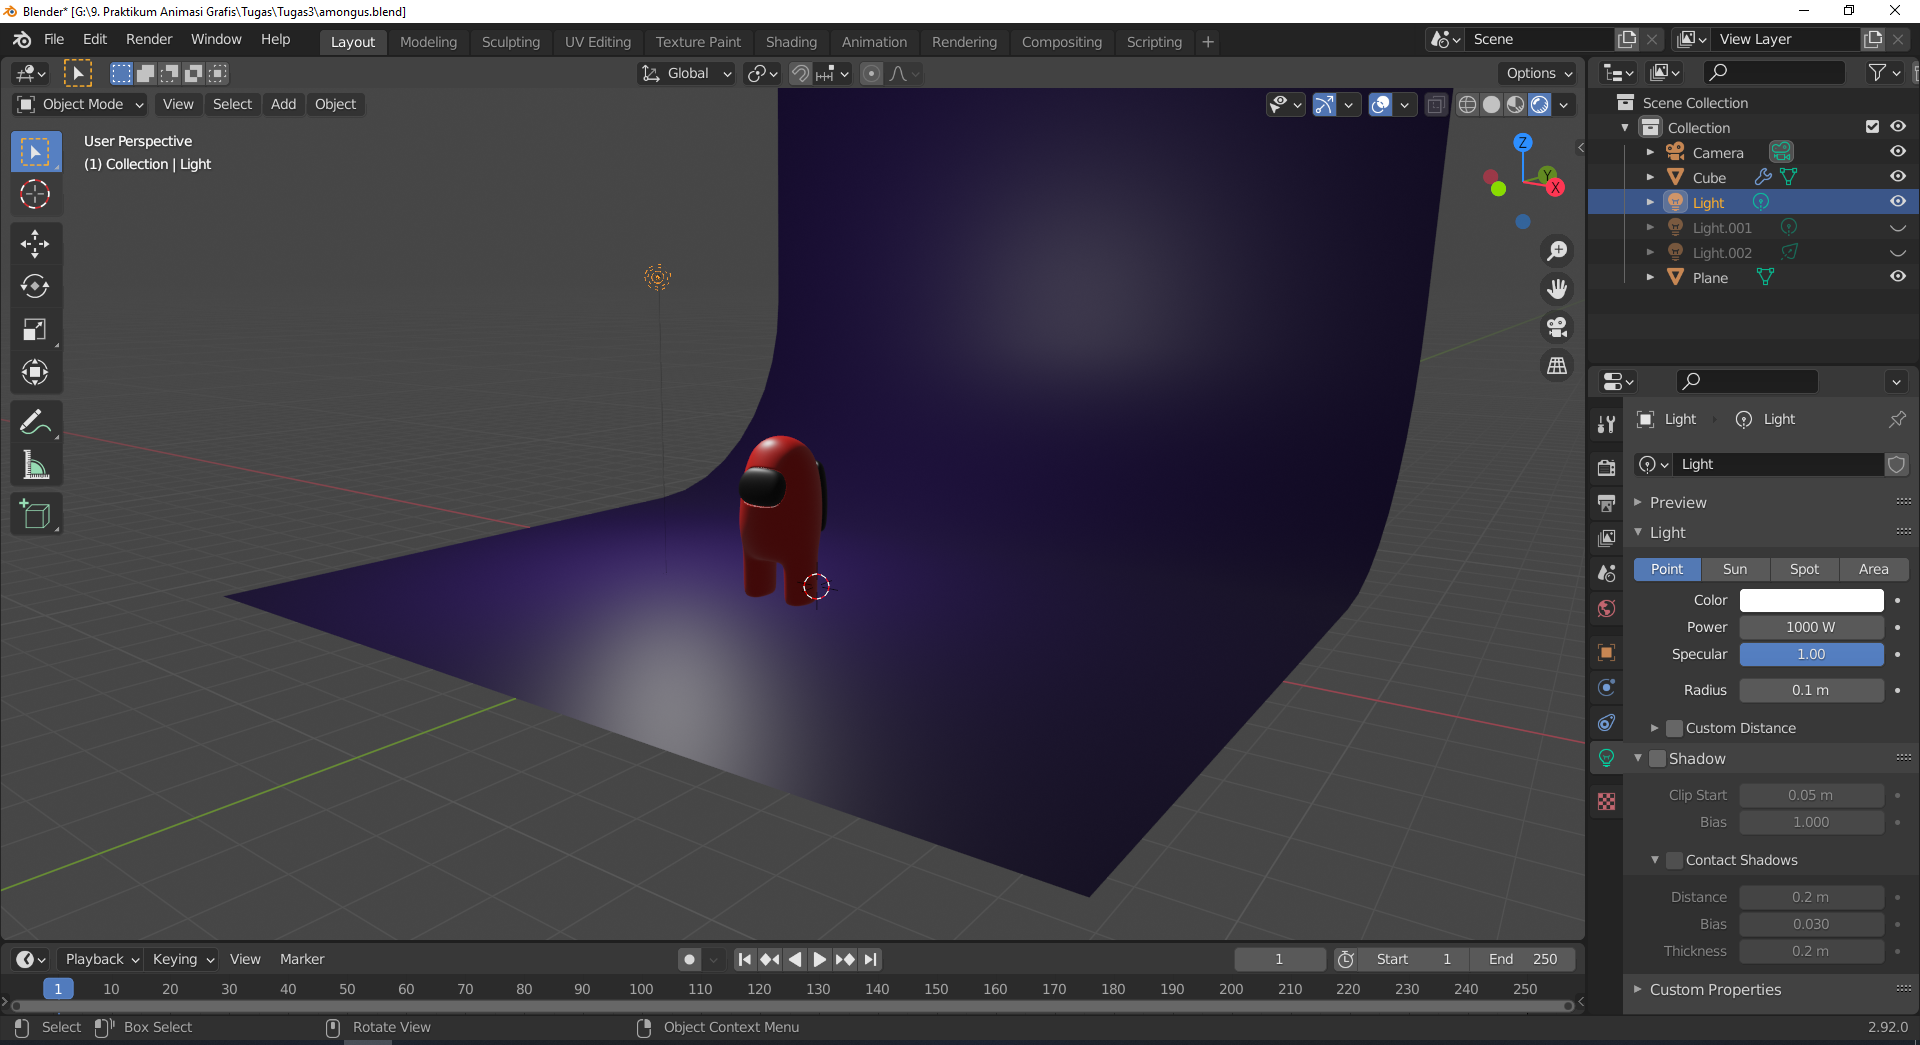 Blender* [G:\9. Praktikum Animasi Grafis\Tugas\Tugas3\amongus.blend]
File Edit Render Window Help Layout Modeling Sculpting UV Editing Texture Paint Shading Animation Rendering Compositing Scripting + Scene View Layer
Global Options
Object Mode View Select Add Object
User Perspective
(1) Collection | Light
Z
Y
X
Scene Collection
Collection
Camera
Cube
Light
Light.001
Light.002
Plane
Light Light
Light
Preview
Light
Point Sun Spot Area
Color
Power 1000 W
Specular 1.00
Radius 0.1 m
Custom Distance
Shadow
Clip Start 0.05 m
Bias 1.000
Contact Shadows
Distance 0.2 m
Bias 0.030
Thickness 0.2 m
Custom Properties
Playback Keying View Marker 1 Start 1 End 250
1 10 20 30 40 50 60 70 80 90 100 110 120 130 140 150 160 170 180 190 200 210 220 230 240 250
Select Box Select Rotate View Object Context Menu 2.92.0